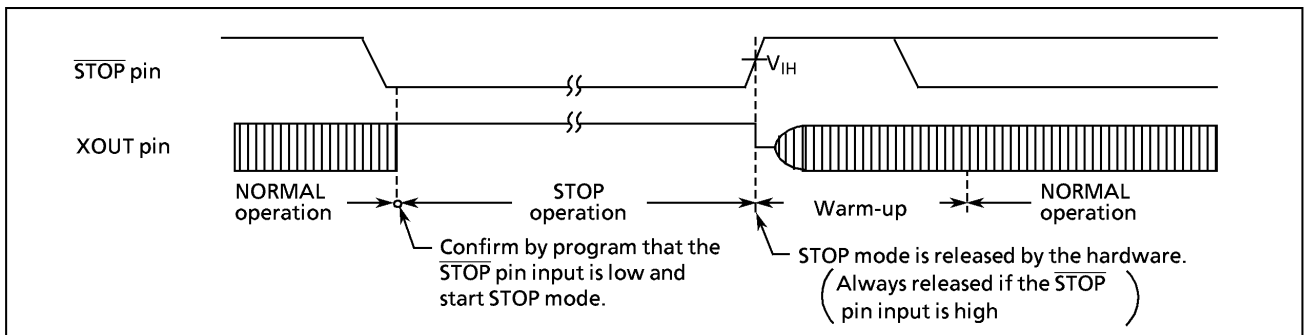 STOP pin
VIH
XOUT pin
NORMAL
operation
STOP
operation
Warm-up
NORMAL
operation
Confirm by program that the
STOP pin input is low and
start STOP mode.
STOP mode is released by the hardware.
(Always released if the STOP
pin input is high)